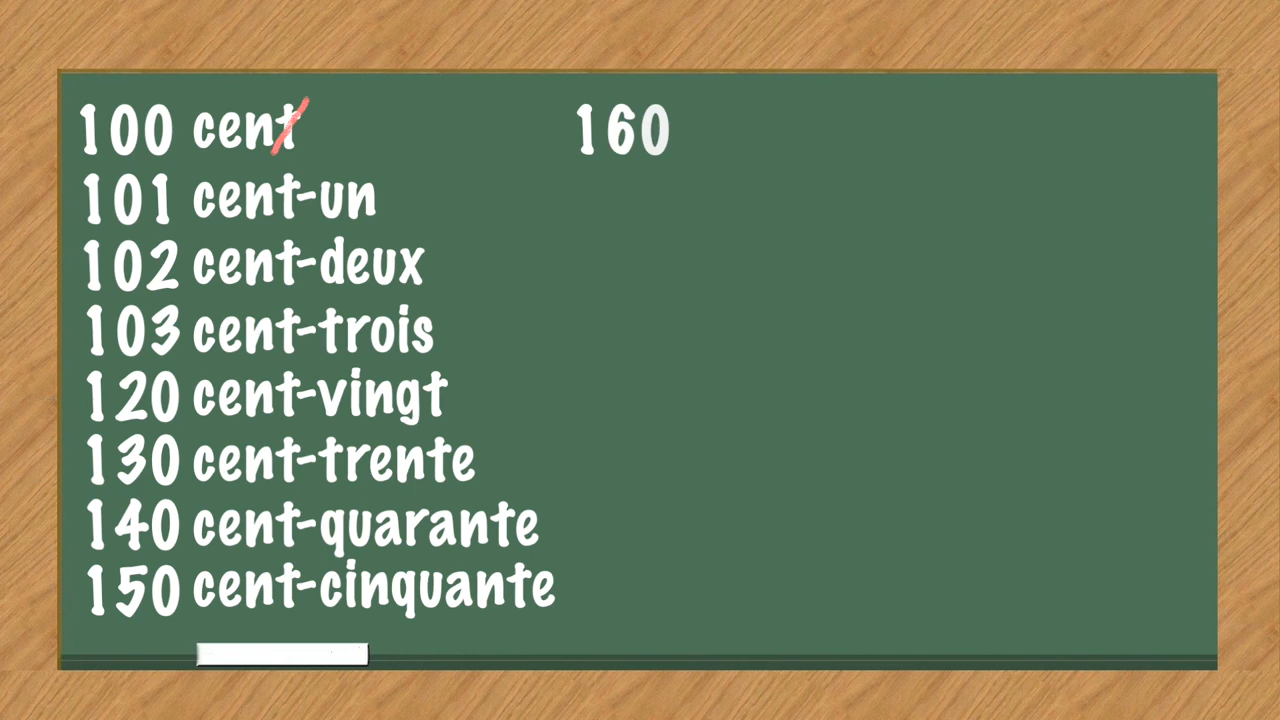 100 cent
101 cent-un
102 cent-deux
103 cent-trois
120 cent-vingt
130 cent-trente
140 cent-quarante
150 cent-cinquante
160